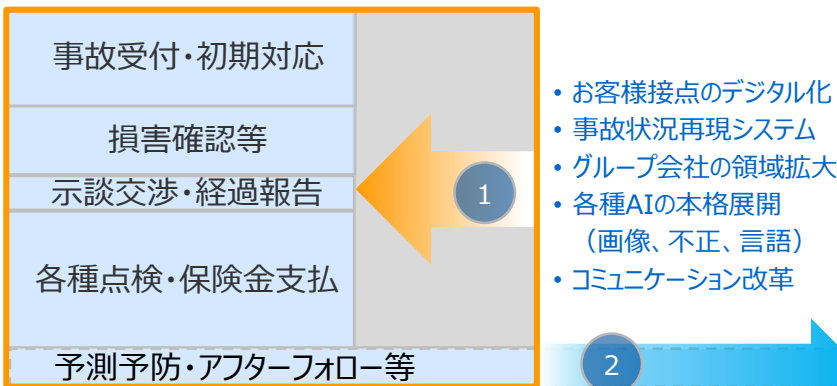 事故受付・初期対応
損害確認等
示談交渉・経過報告
各種点検・保険金支払
予測予防・アフターフォロー等
1
• お客様接点のデジタル化
• 事故状況再現システム
• グループ会社の領域拡大
• 各種AIの本格展開
（画像、不正、言語）
• コミュニケーション改革
2